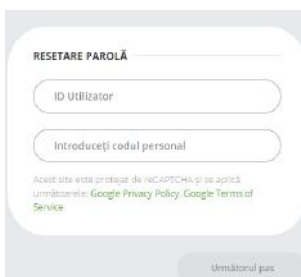 RESETARE PAROLĂ
ID Utilizator
Introduceți codul personal
Acest site este protejat de reCAPTCHA și se aplică
următoarele: Google Privacy Policy, Google Terms of
Service
Următorul pas